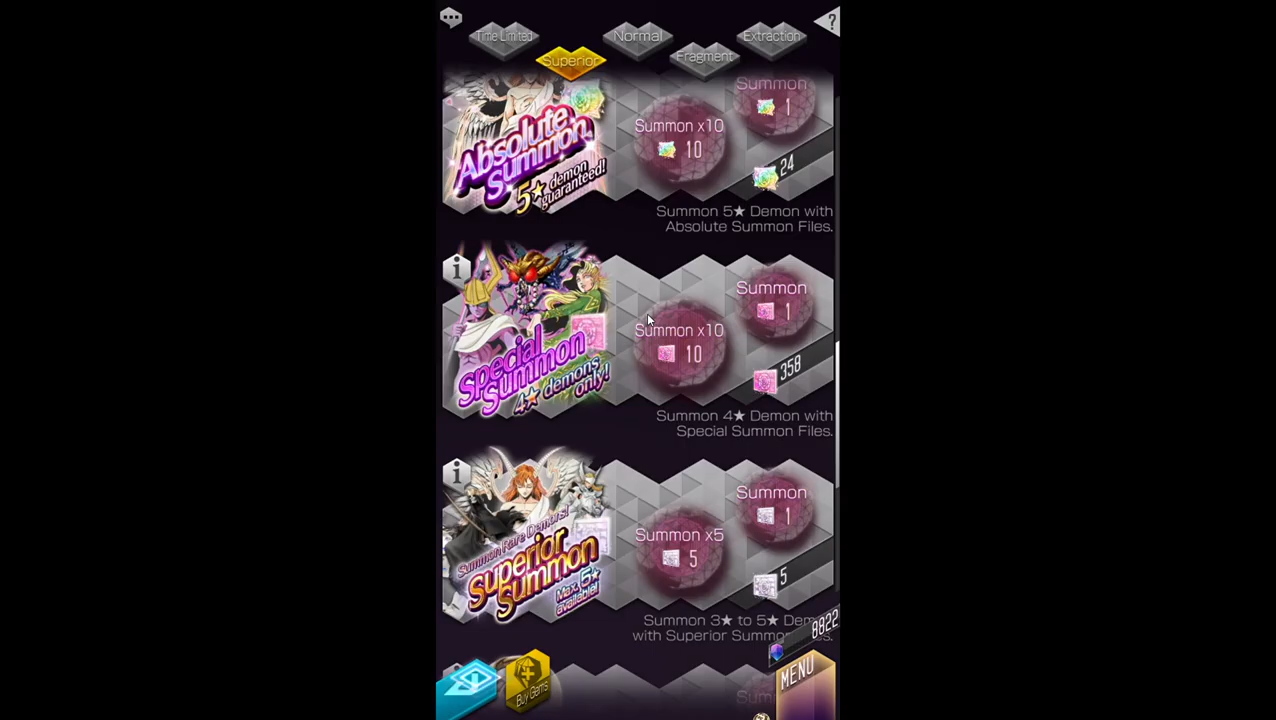 Time Limited
Superior
Normal
Fragment
Extraction
?
Absolute
Summon
5★ demon
guaranteed!
Summon x10
10
Summon
1
24
Summon 5★ Demon with
Absolute Summon Files.
i
Special
Summon
4★ demons
only!
Summon x10
10
Summon
1
358
Summon 4★ Demon with
Special Summon Files.
i
Summon Rare Demons!
Superior
Summon
Max. 5★
available!
Summon x5
5
Summon
1
5
Summon 3★ to 5★ Dem
with Superior Summo
8822
Buy Gems
MENU